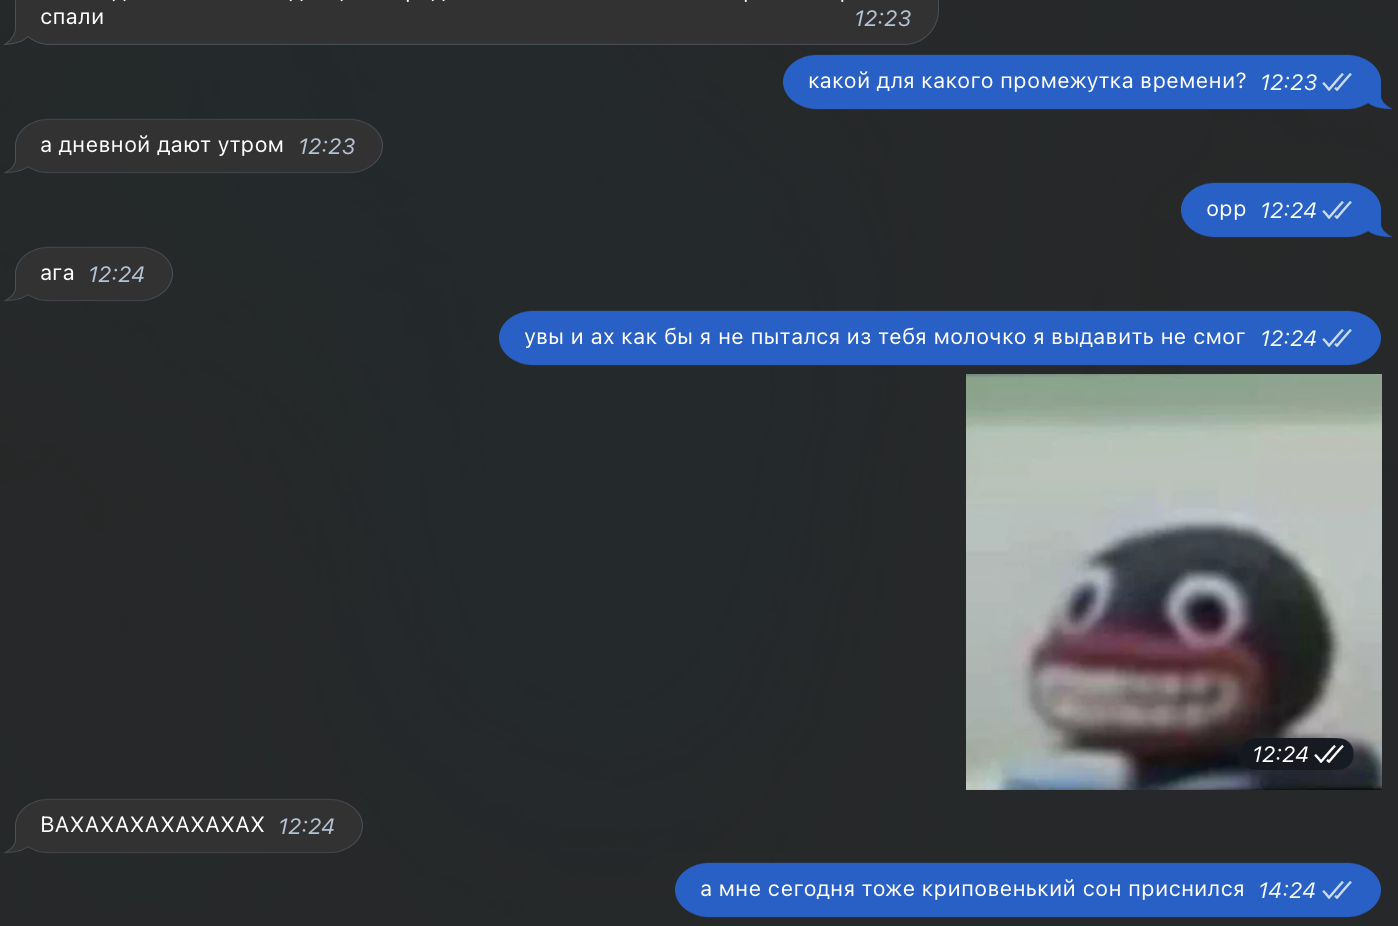 спали 12:23
какой для какого промежутка времени? 12:23
а дневной дают утром 12:23
орр 12:24
ага 12:24
увы и ах как бы я не пытался из тебя молочко я выдавить не смог 12:24
12:24
ВАХАХАХАХАХАХАХ 12:24
а мне сегодня тоже криповенький сон приснился 14:24